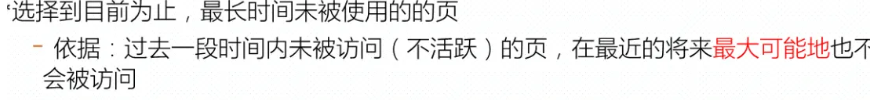 选择到目前为止，最长时间未被使用的的页
- 依据：过去一段时间内未被访问（不活跃）的页，在最近的将来最大可能地也不
会被访问